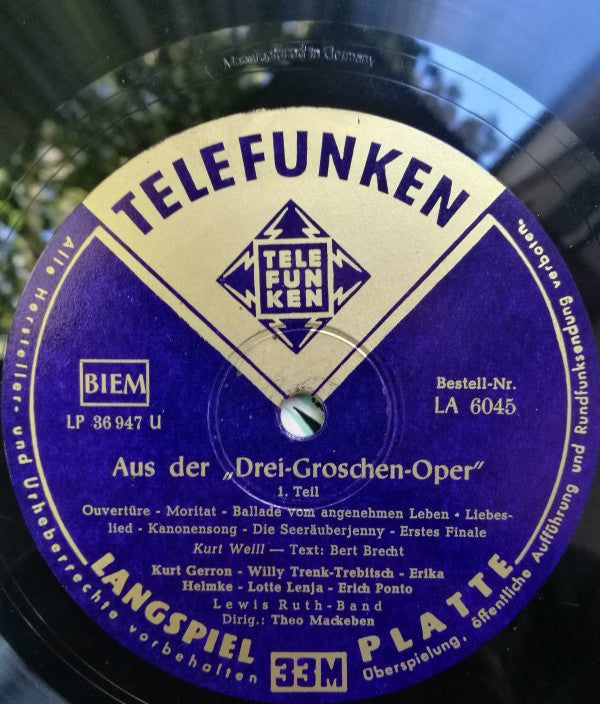 Manufactured in Germany
TELEFUNKEN
TELE
FUN
KEN
BIEM
LP 36 947 U
Bestell-Nr.
LA 6045
Aus der „Drei-Groschen-Oper"
1. Teil
Ouvertüre - Moritat - Ballade vom angenehmen Leben - Liebes-
lied - Kanonensong - Die Seeräuberjenny - Erstes Finale
Kurt Weill — Text: Bert Brecht
Kurt Gerron - Willy Trenk-Trebitsch - Erika
Helmke - Lotte Lenja - Erich Ponto
Lewis Ruth-Band
Dirig.: Theo Mackeben
LANGSPIEL PLATTE
33M
Alle Hersteller- und Urheberrechte vorbehalten
Überspielung, öffentliche Aufführung und Rundfunksendung verboten.